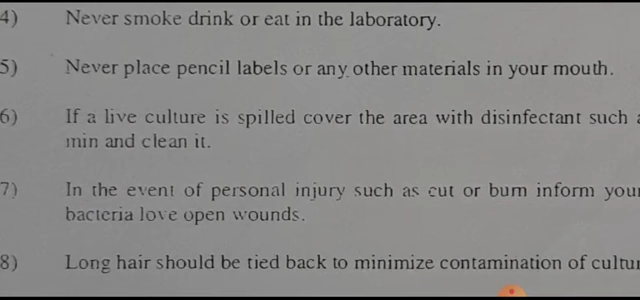 4) Never smoke drink or eat in the laboratory.
5) Never place pencil labels or any other materials in your mouth.
6) If a live culture is spilled cover the area with disinfectant such
min and clean it.
7) In the event of personal injury such as cut or burn inform your
bacteria love open wounds.
8) Long hair should be tied back to minimize contamination of